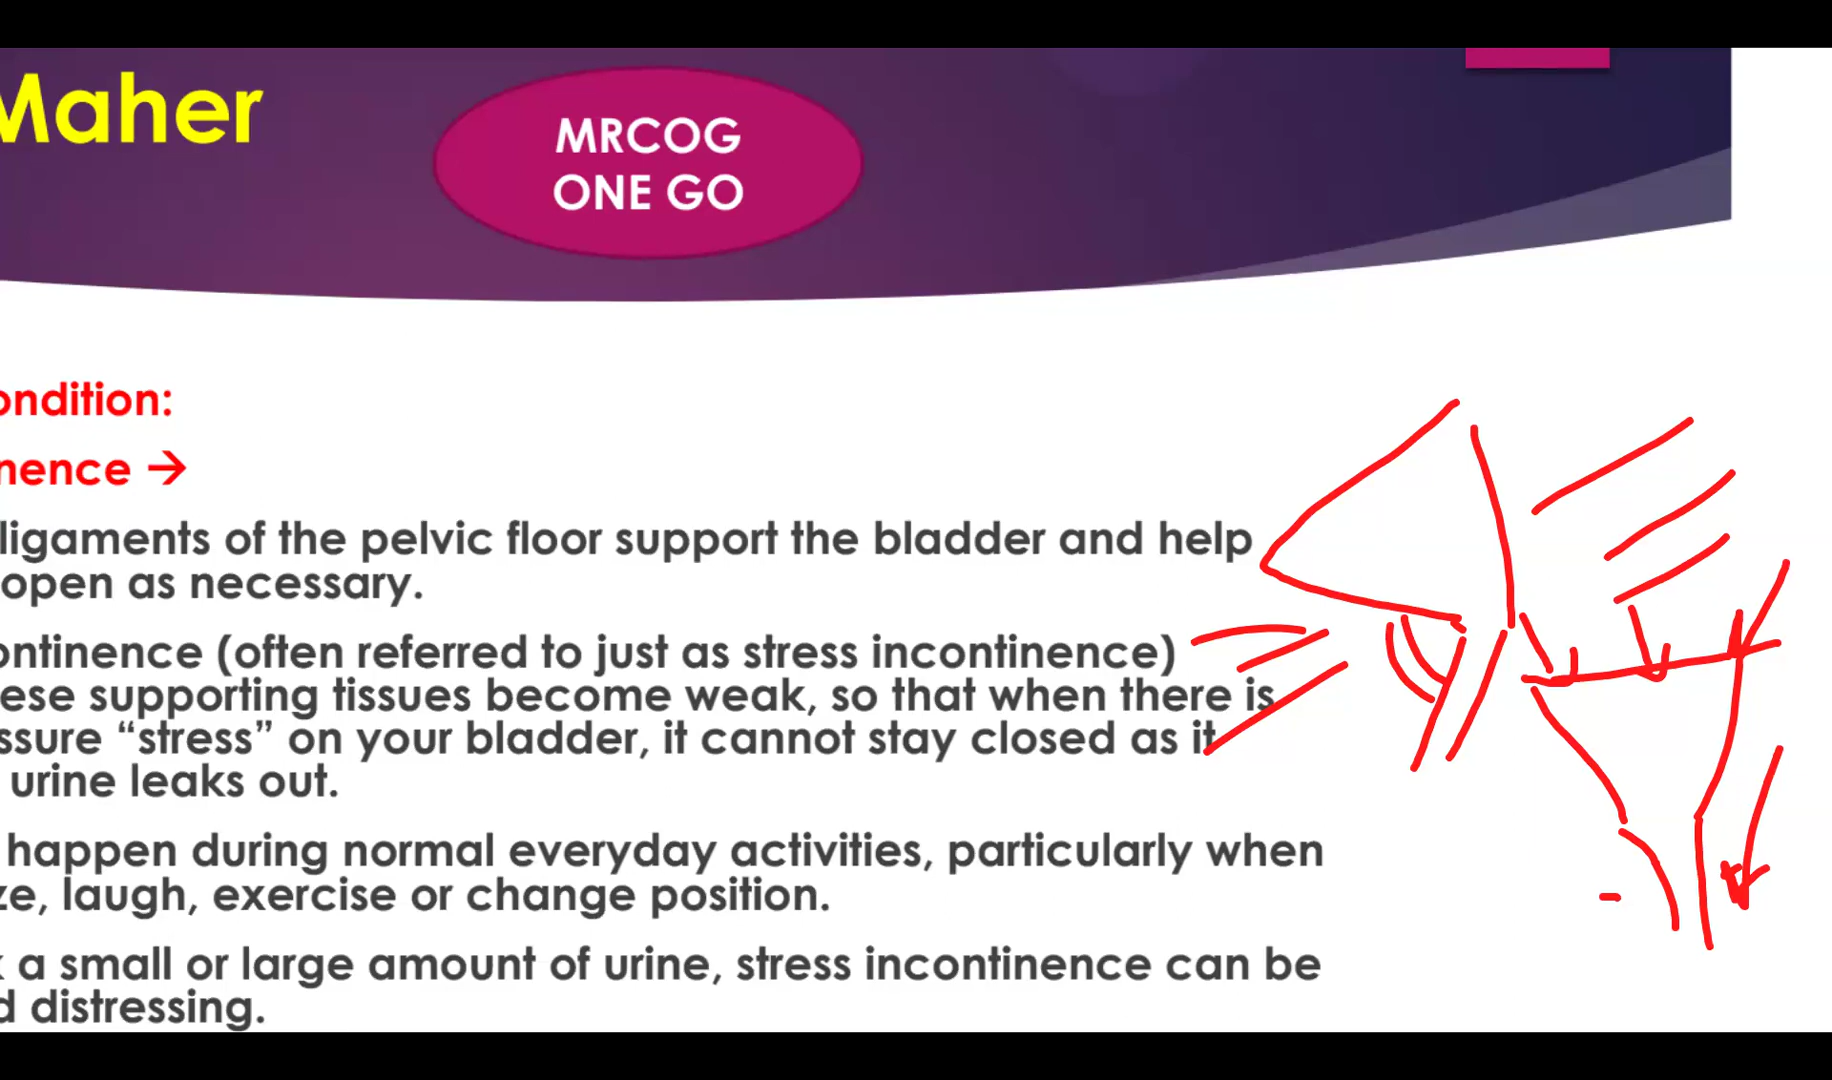 Maher
MRCOG
ONE GO
ondition:
nence →
ligaments of the pelvic floor support the bladder and help
open as necessary.
ontinence (often referred to just as stress incontinence)
ese supporting tissues become weak, so that when there is
ssure “stress” on your bladder, it cannot stay closed as it
urine leaks out.
happen during normal everyday activities, particularly when
ze, laugh, exercise or change position.
k a small or large amount of urine, stress incontinence can be
d distressing.